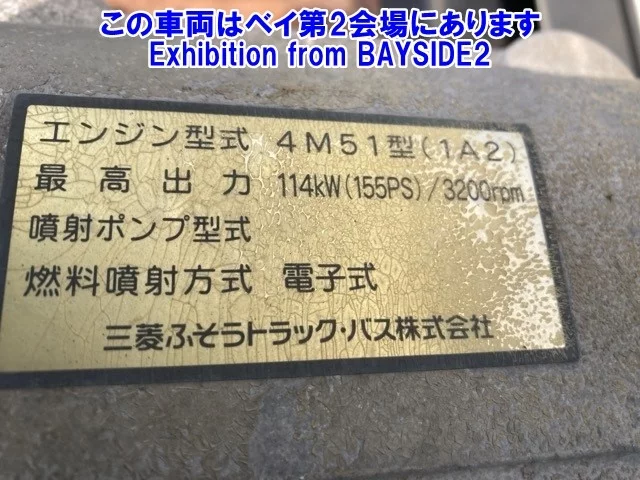 この車両はベイ第2会場にあります
Exhibition from BAYSIDE2
エンジン型式 4M51型(1A2)
最高出力 114kW(155PS)/3200rpm
噴射ポンプ型式
燃料噴射方式 電子式
三菱ふそうトラック・バス株式会社